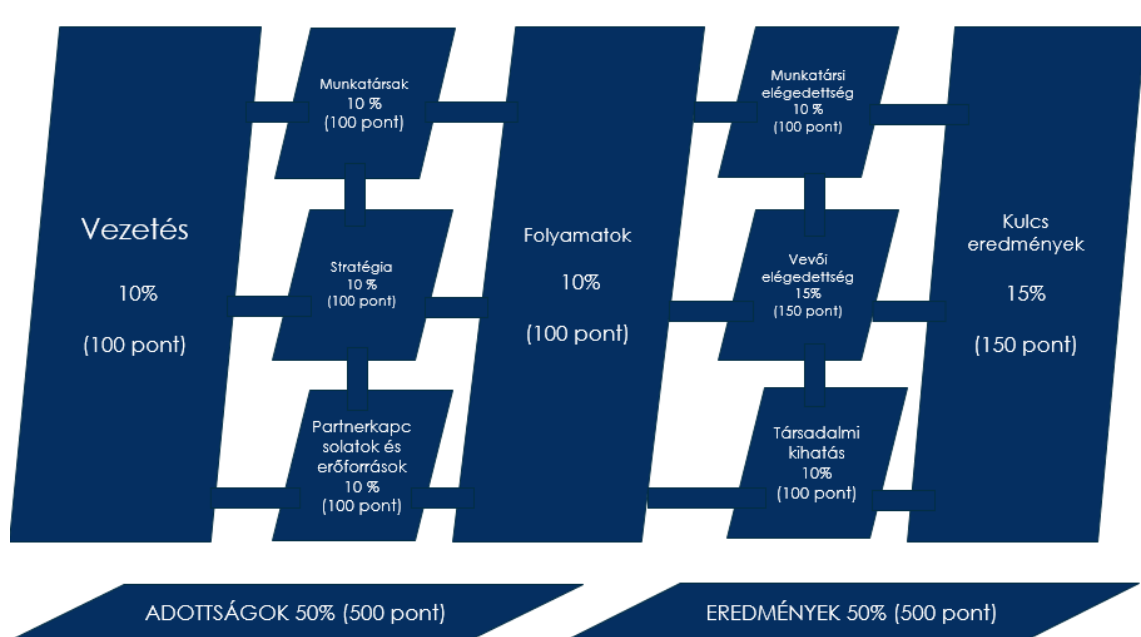 Vezetés
10%
(100 pont)
Munkatársak
10 %
(100 pont)
Stratégia
10 %
(100 pont)
Partnerkapc
solatok és
erőforrások
10 %
(100 pont)
Folyamatok
10%
(100 pont)
Munkatársi
elégedettség
10 %
(100 pont)
Vevői
elégedettség
15%
(150 pont)
Társadalmi
kihatás
10%
(100 pont)
Kulcs
eredmények
15%
(150 pont)
ADOTTSÁGOK 50% (500 pont)
EREDMÉNYEK 50% (500 pont)